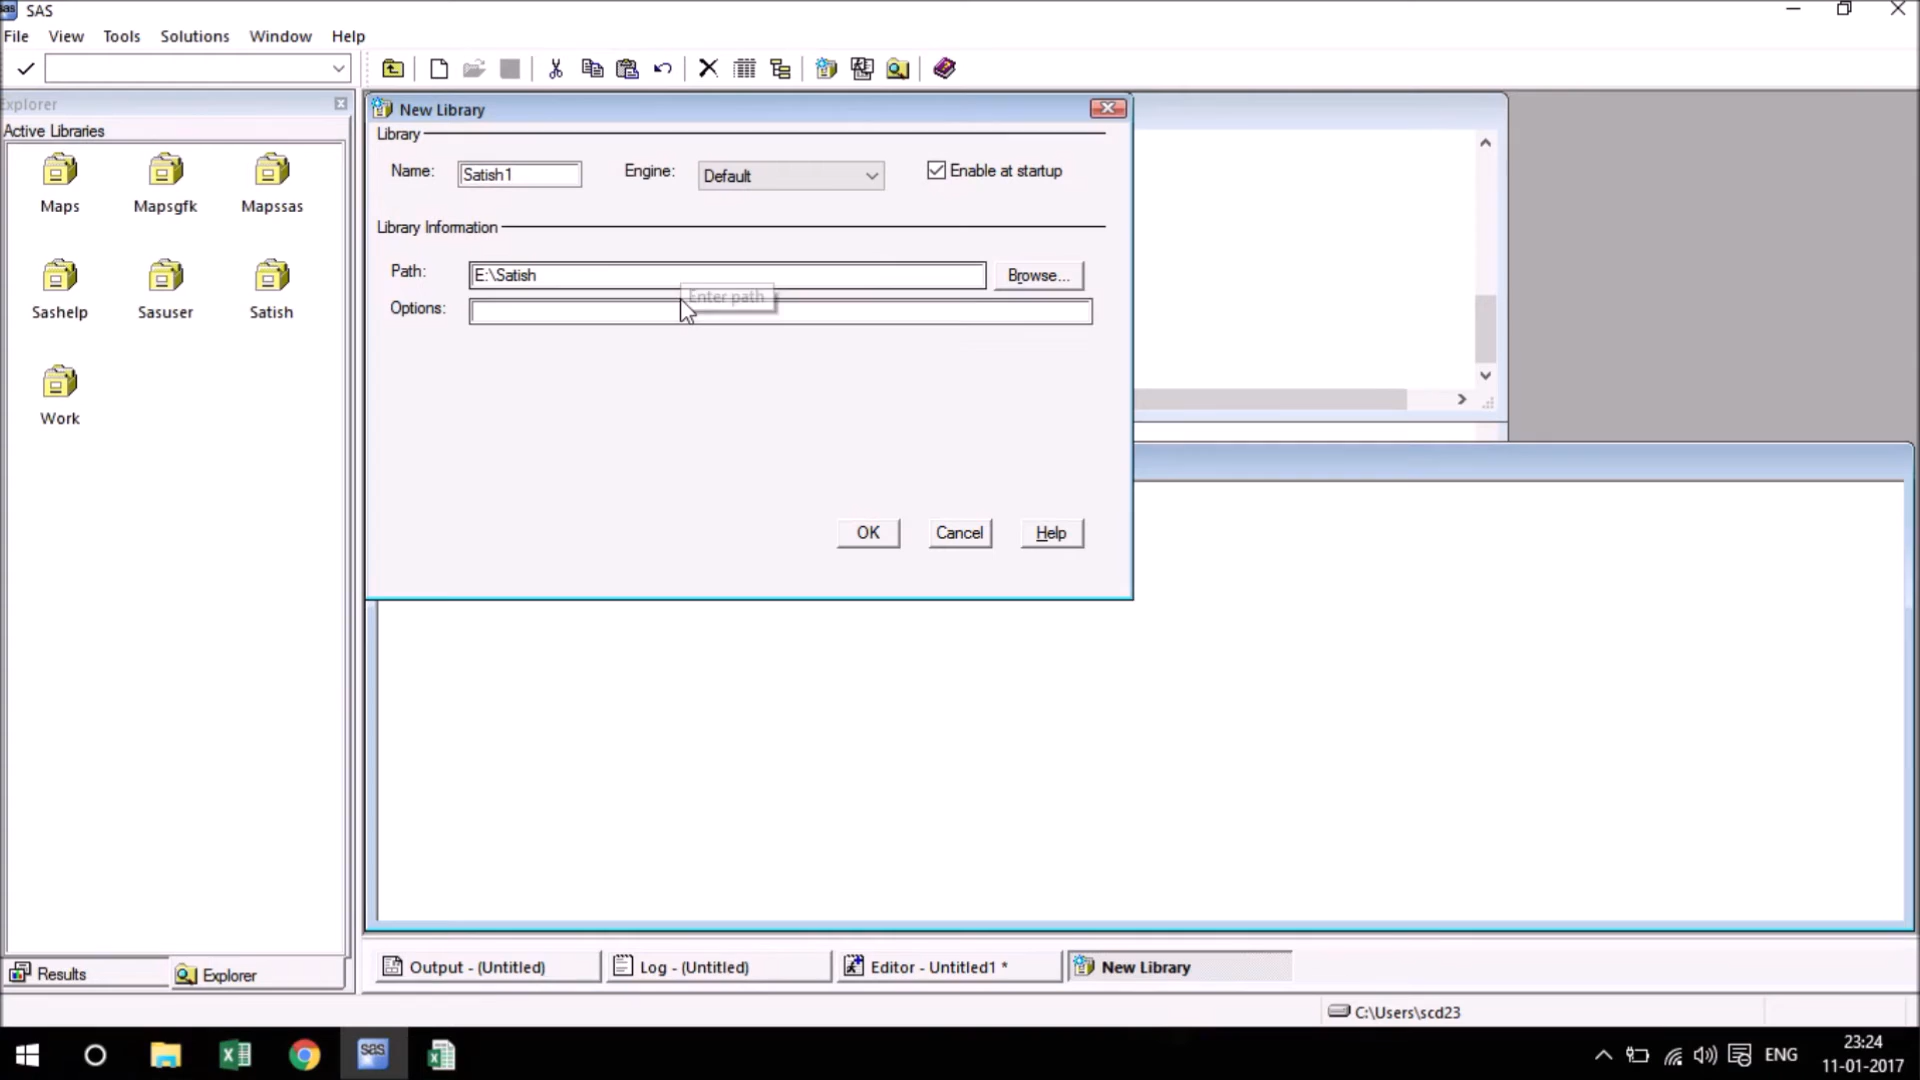 sas SAS
File View Tools Solutions Window Help
Explorer
Active Libraries
Maps Mapsgfk Mapssas
Sashelp Sasuser Satish
Work
New Library
Library
Name: Satish1 Engine: Default Enable at startup
Library Information
Path: E:\Satish Browse...
Enter path
Options:
OK Cancel Help
Results Explorer
Output - (Untitled) Log - (Untitled) Editor - Untitled1 * New Library
C:\Users\scd23
sas
ENG
23:24
11-01-2017